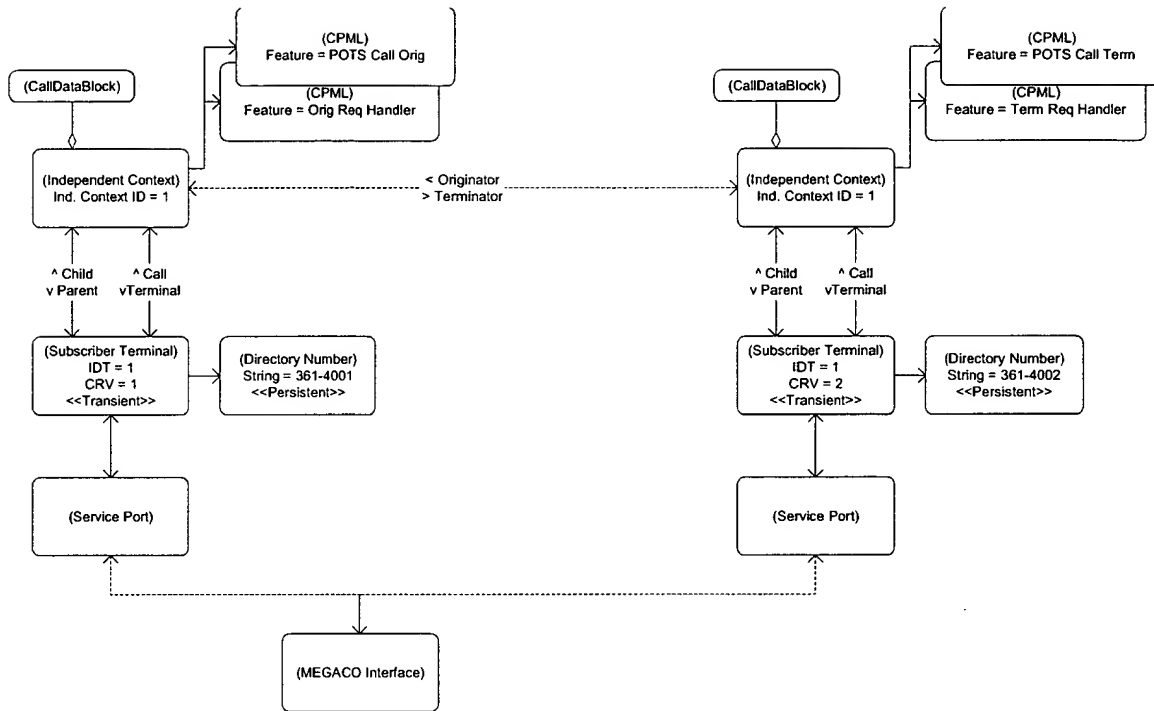 (CPML)
Feature = POTS Call Orig
(CPML)
Feature = Orig Req Handler
(CallDataBlock)
(Independent Context)
Ind. Context ID = 1
< Originator
> Terminator
^ Child
v Parent
^ Call
vTerminal
(Subscriber Terminal)
IDT = 1
CRV = 1
<<Transient>>
(Directory Number)
String = 361-4001
<<Persistent>>
(Service Port)
(CPML)
Feature = POTS Call Term
(CPML)
Feature = Term Req Handler
(CallDataBlock)
(Independent Context)
Ind. Context ID = 1
^ Child
v Parent
^ Call
vTerminal
(Subscriber Terminal)
IDT = 1
CRV = 2
<<Transient>>
(Directory Number)
String = 361-4002
<<Persistent>>
(Service Port)
(MEGACO Interface)